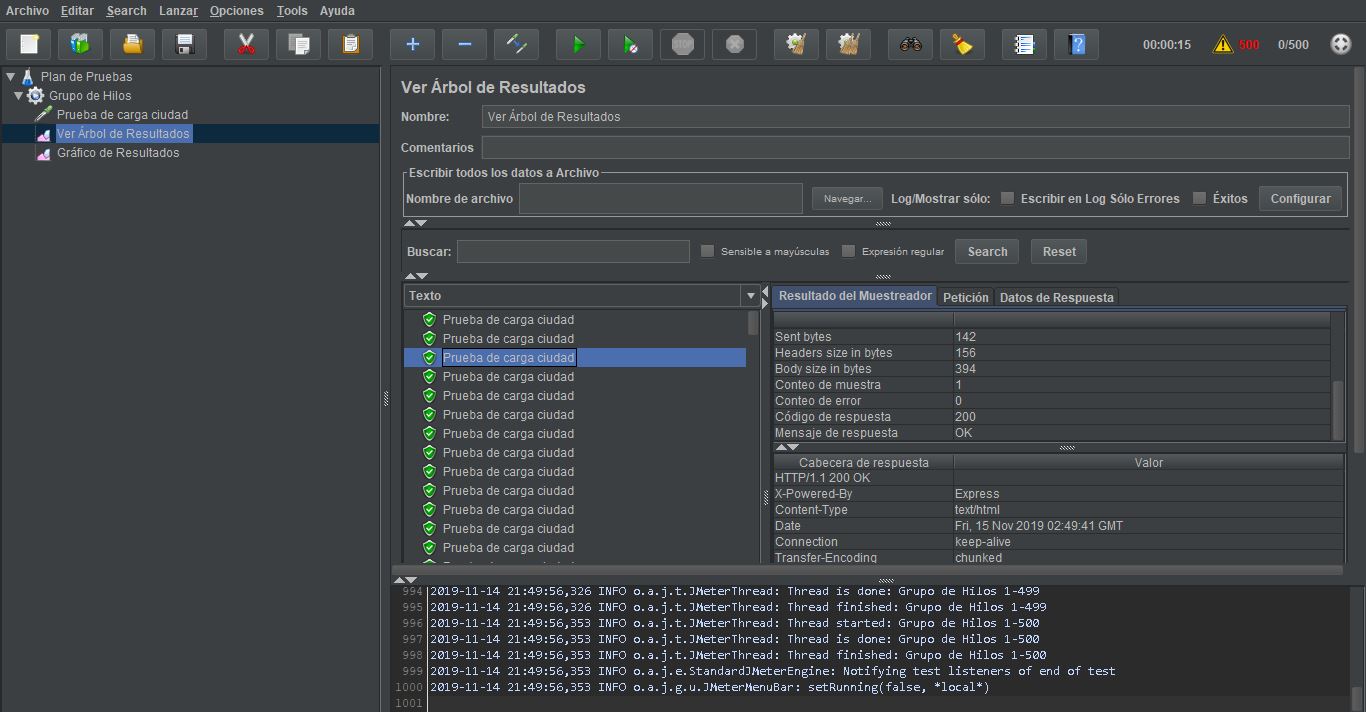 Archivo Editar Search Lanzar Opciones Tools Ayuda
STOP 00:00:15 500 0/500
Plan de Pruebas
Grupo de Hilos
Prueba de carga ciudad
Ver Árbol de Resultados
Gráfico de Resultados
Ver Árbol de Resultados
Nombre: Ver Árbol de Resultados
Comentarios
Escribir todos los datos a Archivo
Nombre de archivo Navegar... Log/Mostrar sólo: Escribir en Log Sólo Errores Éxitos Configurar
Buscar: Sensible a mayúsculas Expresión regular Search Reset
Texto
Prueba de carga ciudad
Prueba de carga ciudad
Prueba de carga ciudad
Prueba de carga ciudad
Prueba de carga ciudad
Prueba de carga ciudad
Prueba de carga ciudad
Prueba de carga ciudad
Prueba de carga ciudad
Prueba de carga ciudad
Prueba de carga ciudad
Prueba de carga ciudad
Prueba de carga ciudad
Resultado del Muestreador Petición Datos de Respuesta
Sent bytes 142
Headers size in bytes 156
Body size in bytes 394
Conteo de muestra 1
Conteo de error 0
Código de respuesta 200
Mensaje de respuesta OK
Cabecera de respuesta Valor
HTTP/1.1 200 OK
X-Powered-By Express
Content-Type text/html
Date Fri, 15 Nov 2019 02:49:41 GMT
Connection keep-alive
Transfer-Encoding chunked
994 2019-11-14 21:49:56,326 INFO o.a.j.t.JMeterThread: Thread is done: Grupo de Hilos 1-499
995 2019-11-14 21:49:56,326 INFO o.a.j.t.JMeterThread: Thread finished: Grupo de Hilos 1-499
996 2019-11-14 21:49:56,353 INFO o.a.j.t.JMeterThread: Thread started: Grupo de Hilos 1-500
997 2019-11-14 21:49:56,353 INFO o.a.j.t.JMeterThread: Thread is done: Grupo de Hilos 1-500
998 2019-11-14 21:49:56,353 INFO o.a.j.t.JMeterThread: Thread finished: Grupo de Hilos 1-500
999 2019-11-14 21:49:56,353 INFO o.a.j.e.StandardJMeterEngine: Notifying test listeners of end of test
1000 2019-11-14 21:49:56,353 INFO o.a.j.g.u.JMeterMenuBar: setRunning(false, *local*)
1001